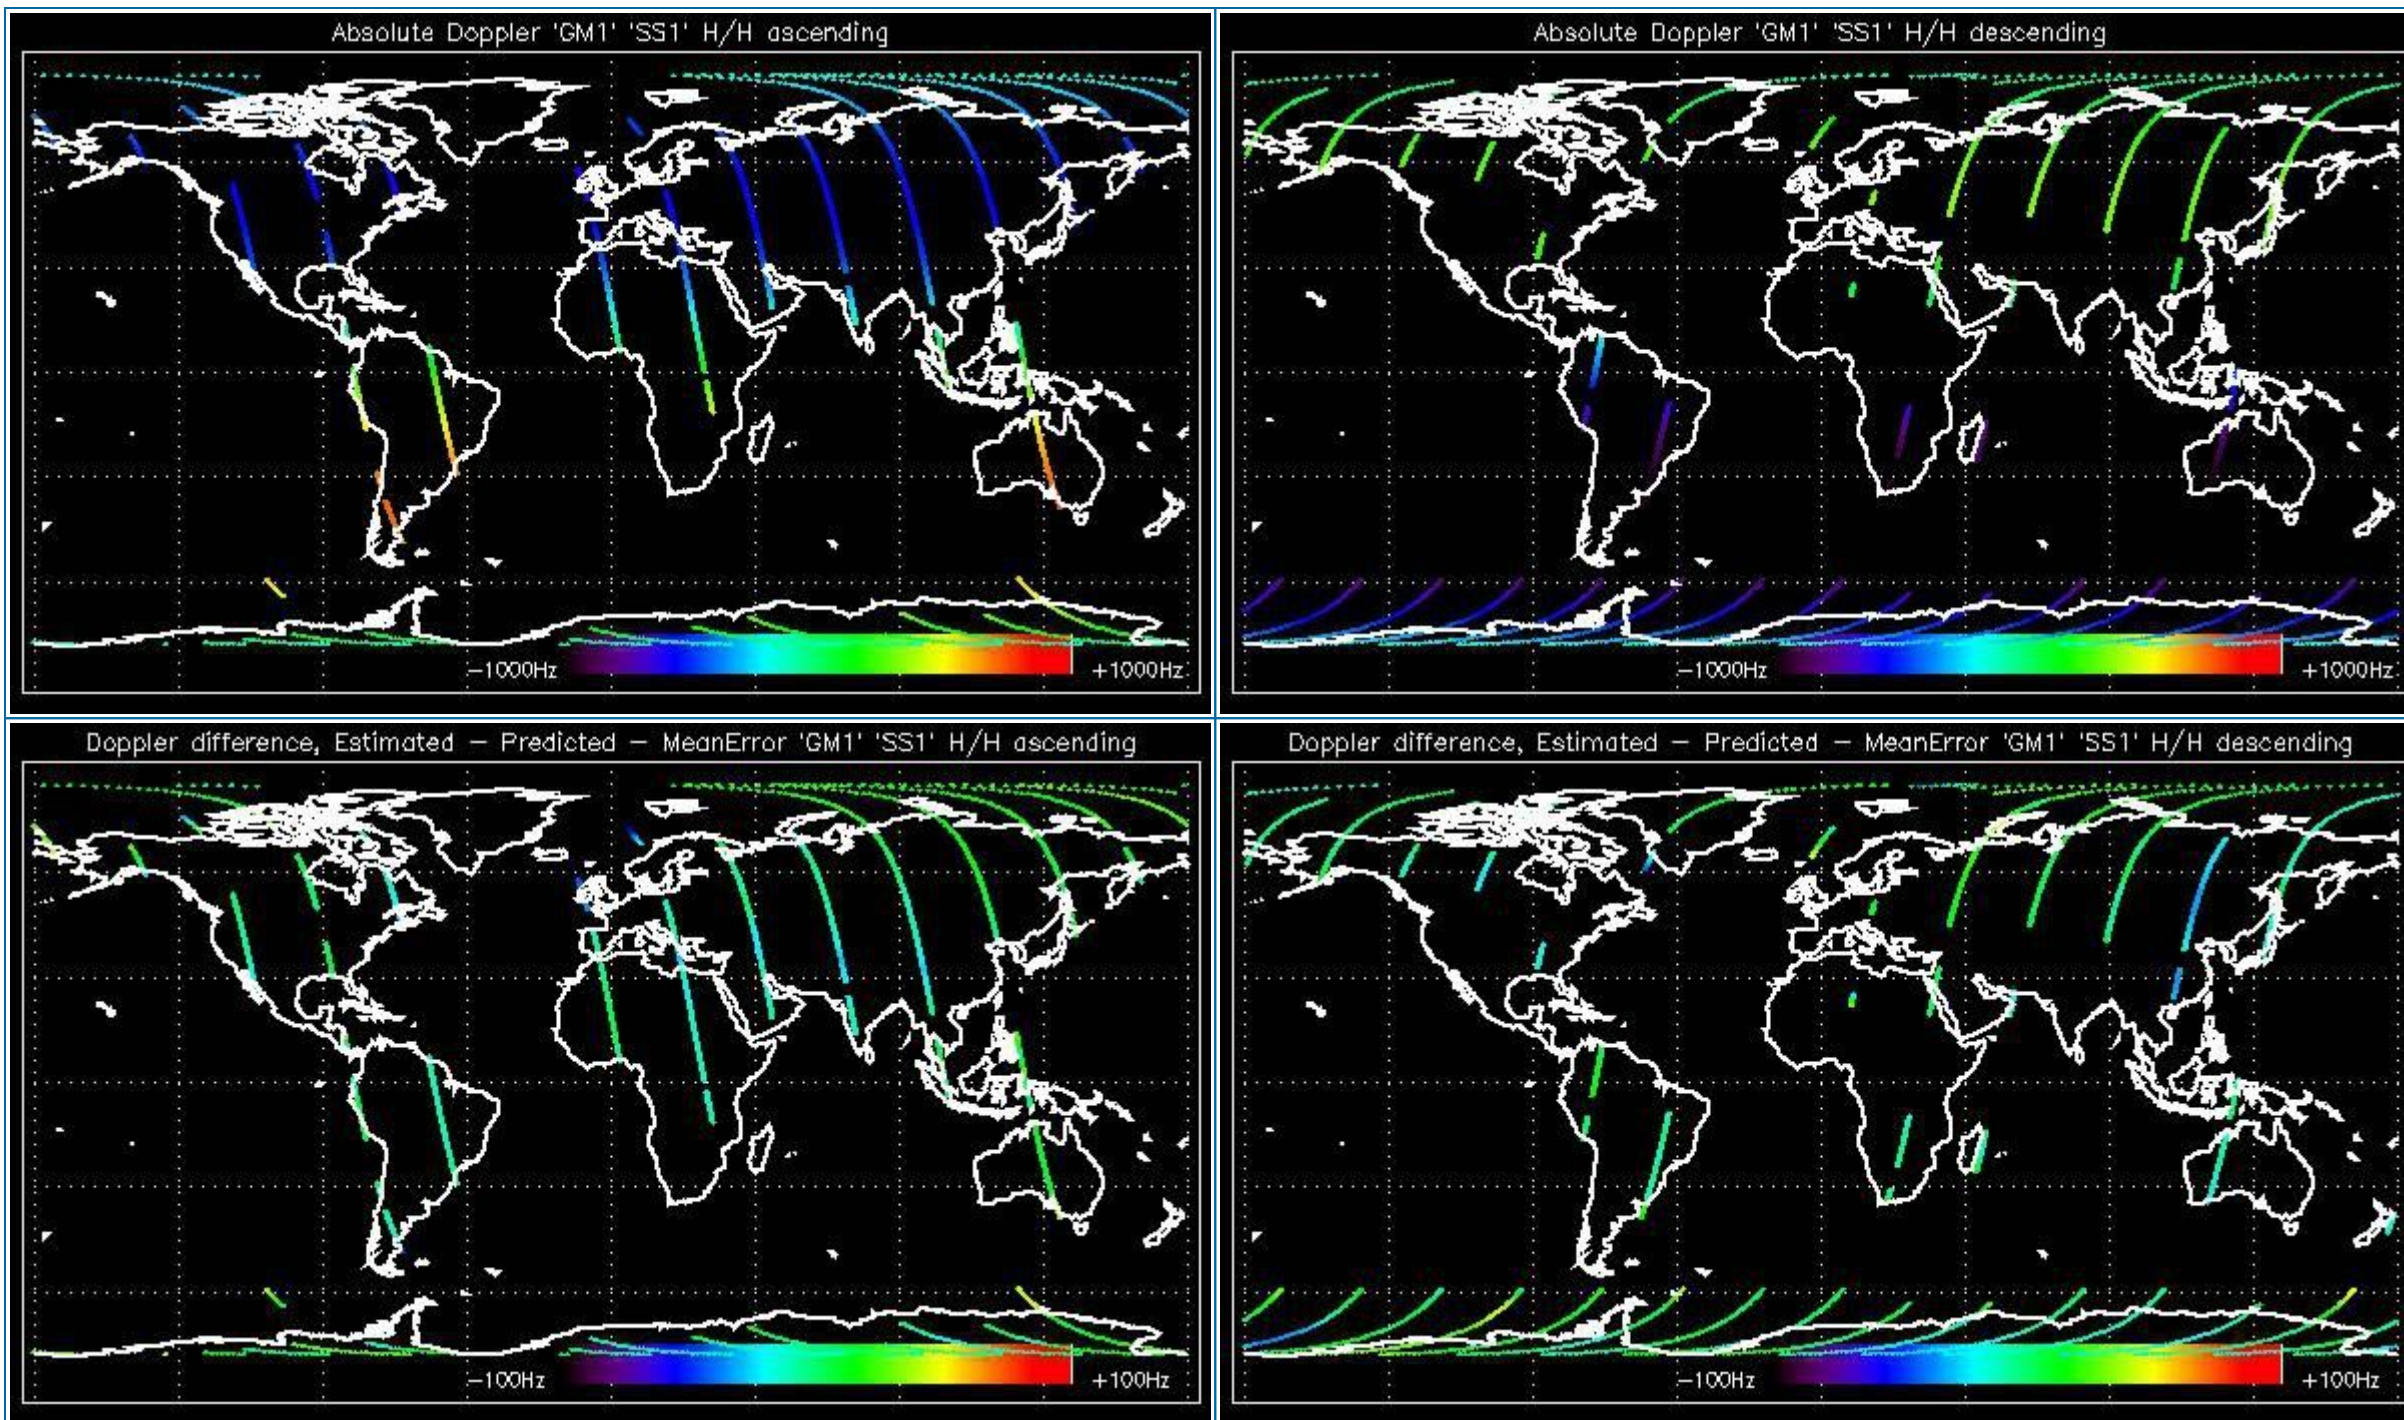 Absolute Doppler 'GM1' 'SS1' H/H ascending
−1000Hz
+1000Hz
Absolute Doppler 'GM1' 'SS1' H/H descending
−1000Hz
+1000Hz
Doppler difference, Estimated − Predicted − MeanError 'GM1' 'SS1' H/H ascending
−100Hz
+100Hz
Doppler difference, Estimated − Predicted − MeanError 'GM1' 'SS1' H/H descending
−100Hz
+100Hz